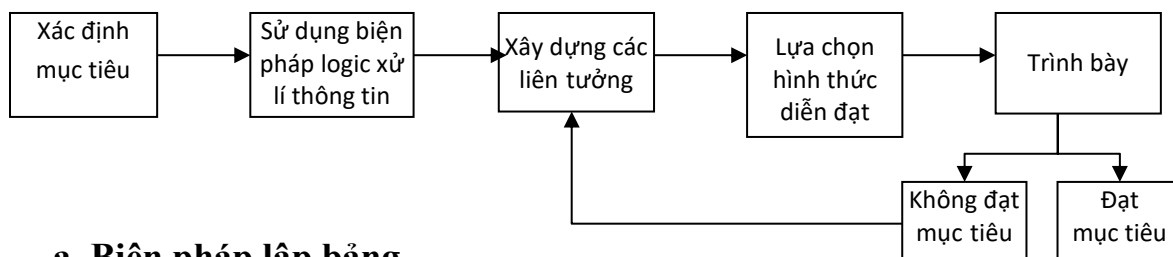 Xác định
mục tiêu
Sử dụng biện
pháp logic xử
lí thông tin
Xây dựng các
liên tưởng
Lựa chọn
hình thức
diễn đạt
Trình bày
Không đạt
mục tiêu
Đạt
mục tiêu
a. Biện pháp lập bảng